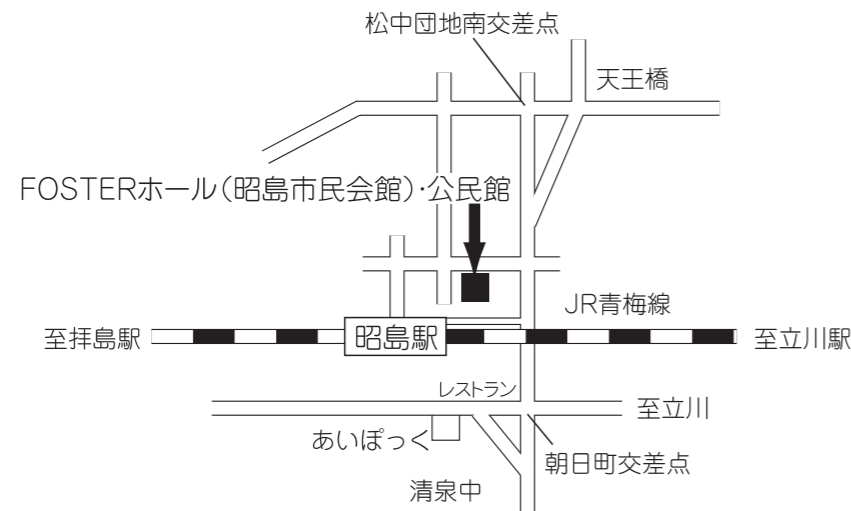 松中団地南交差点
天王橋
FOSTERホール(昭島市民会館)・公民館
JR青梅線
至拝島駅
昭島駅
至立川駅
レストラン
至立川
あいぽっく
朝日町交差点
清泉中